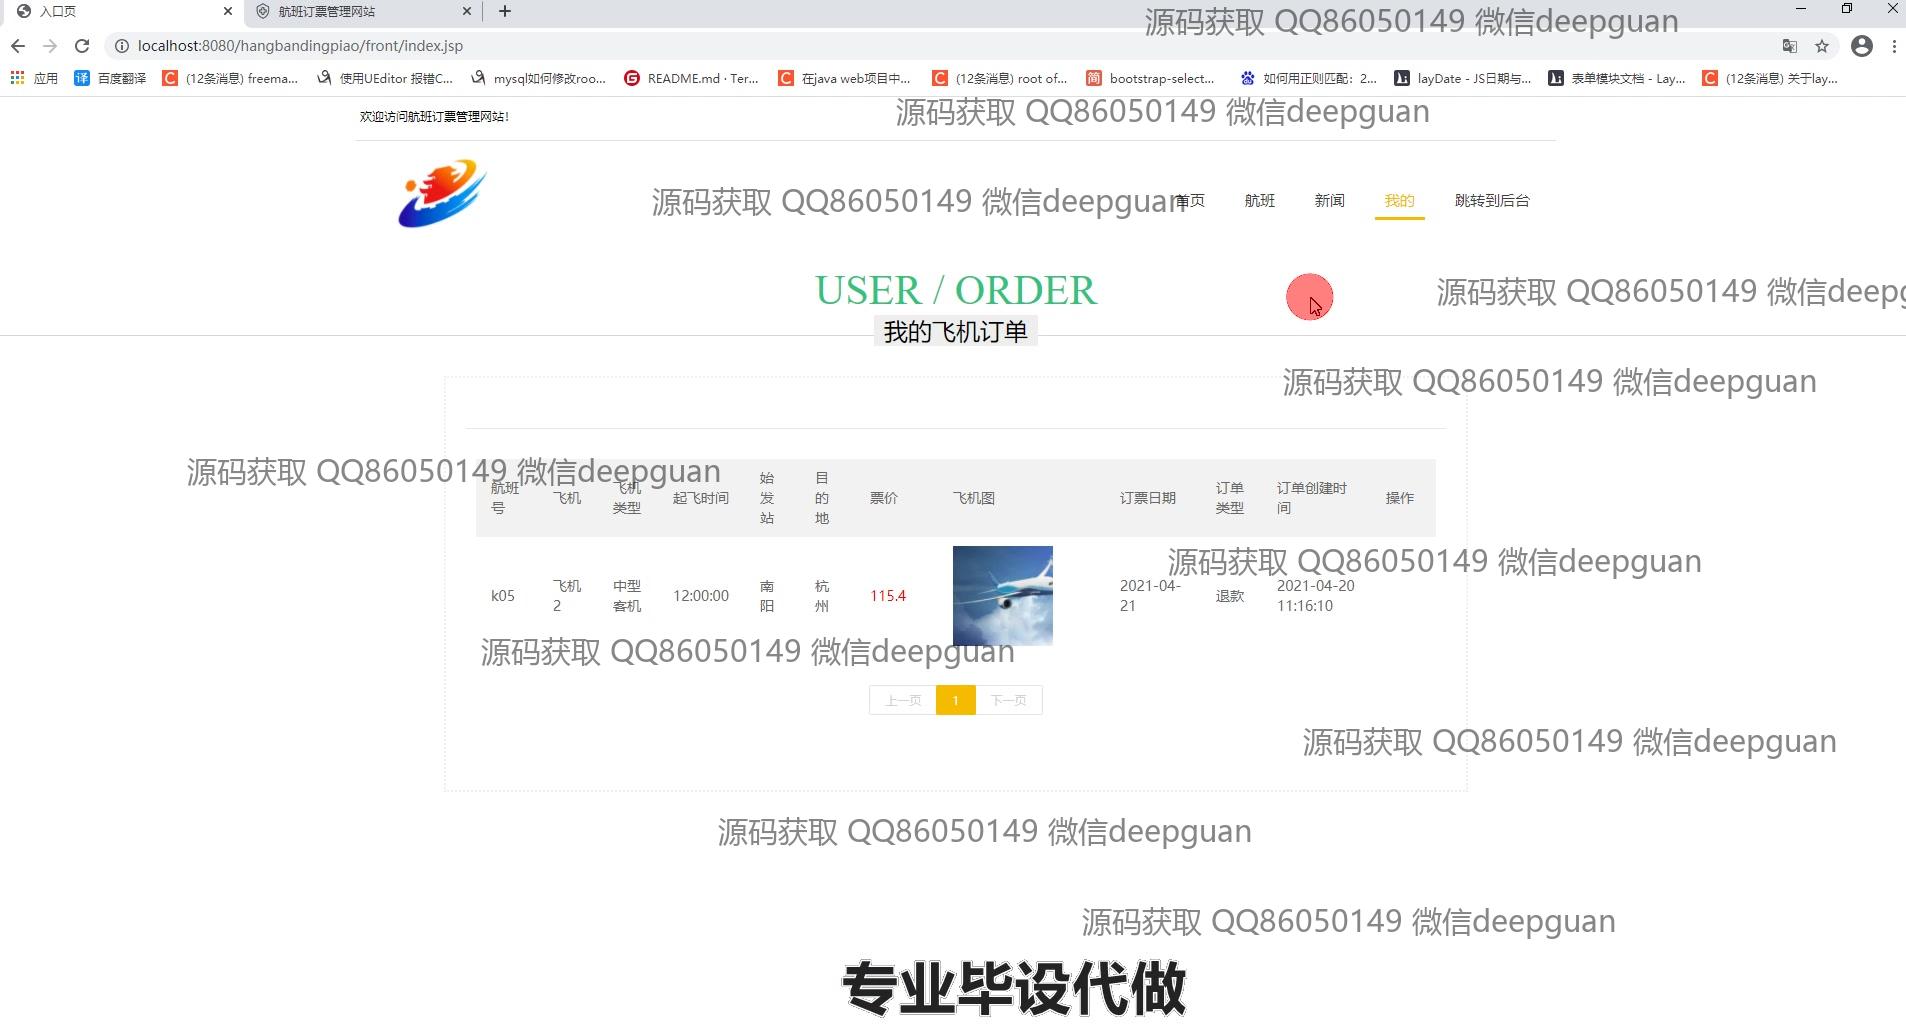 入口页
航班订票管理网站
源码获取 QQ86050149 微信deepguan
localhost:8080/hangbandingpiao/front/index.jsp
应用
百度翻译
(12条消息) freema...
使用UEditor 报错C...
mysql如何修改roo...
README.md · Ter...
在java web项目中...
(12条消息) root of...
bootstrap-select...
如何用正则匹配：2...
layDate - JS日期与...
表单模块文档 - Lay...
(12条消息) 关于lay...
欢迎访问航班订票管理网站!
源码获取 QQ86050149 微信deepguan
源码获取 QQ86050149 微信deepguan
首页
航班
新闻
我的
跳转到后台
USER / ORDER
源码获取 QQ86050149 微信deepg
我的飞机订单
源码获取 QQ86050149 微信deepguan
源码获取 QQ86050149 微信deepguan
航班
号
飞机
飞机
类型
起飞时间
始
发
站
目
的
地
票价
飞机图
订票日期
订单
类型
订单创建时
间
操作
源码获取 QQ86050149 微信deepguan
k05
飞机
2
中型
客机
12:00:00
南
阳
杭
州
115.4
2021-04-
21
退款
2021-04-20
11:16:10
源码获取 QQ86050149 微信deepguan
上一页
1
下一页
源码获取 QQ86050149 微信deepguan
源码获取 QQ86050149 微信deepguan
源码获取 QQ86050149 微信deepguan
专业毕设代做